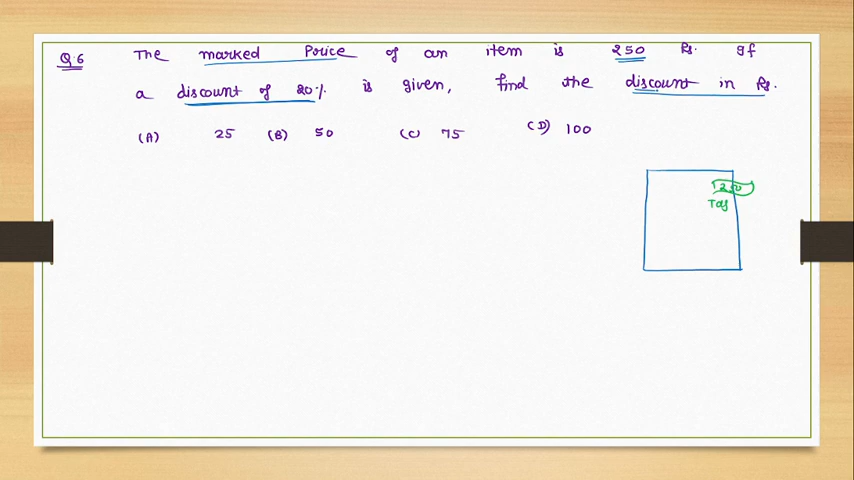 Q.6 The marked Price of an item is 250 Rs. If
a discount of 20% is given, find the discount in Rs.
(A) 25 (B) 50 (C) 75 (D) 100
Tag